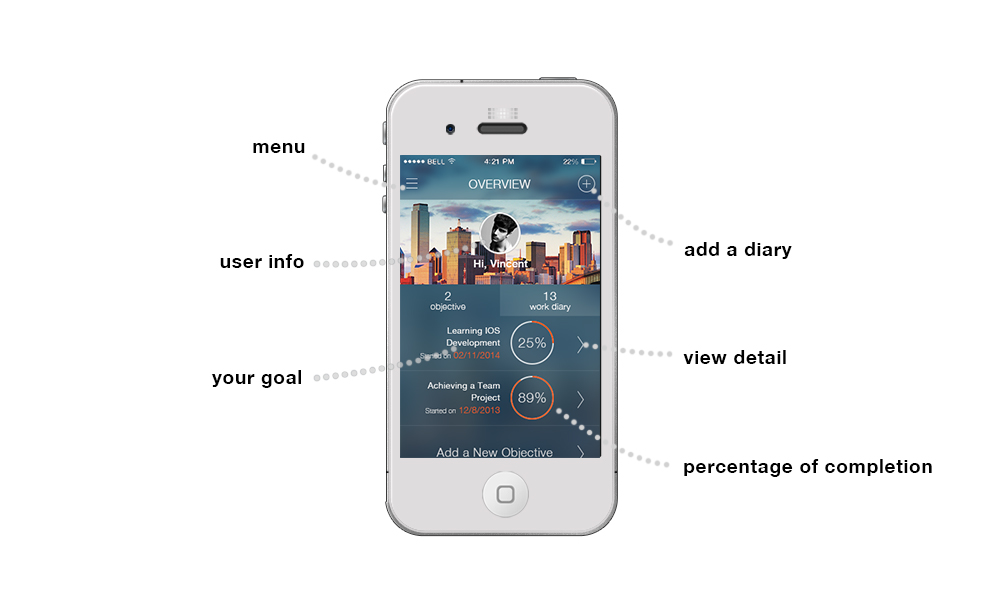 menu
user info
your goal
BELL 4:21 PM 22%
OVERVIEW
Hi, Vincent
2
objective
13
work diary
Learning IOS
Development
Started on 02/11/2014
25%
Achieving a Team
Project
Started on 12/8/2013
89%
Add a New Objective
add a diary
view detail
percentage of completion